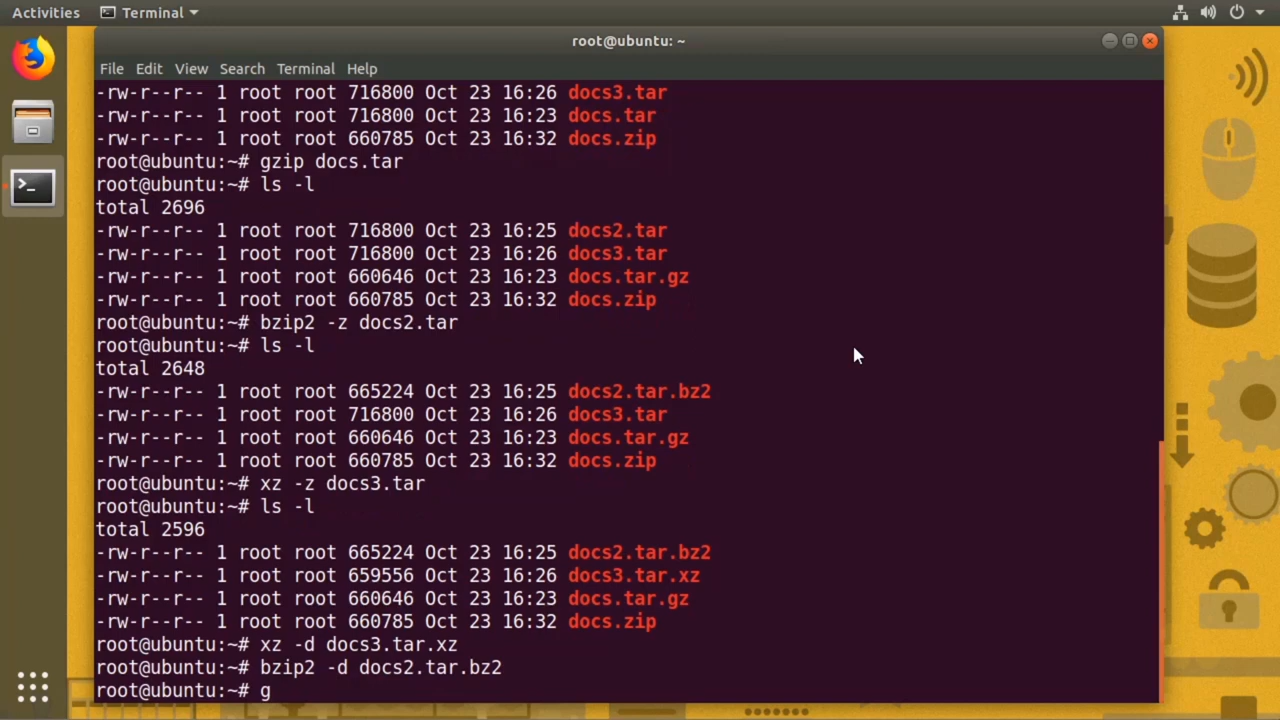 Activities Terminal
root@ubuntu: ~
File Edit View Search Terminal Help
-rw-r--r-- 1 root root 716800 Oct 23 16:26 docs3.tar
-rw-r--r-- 1 root root 716800 Oct 23 16:23 docs.tar
-rw-r--r-- 1 root root 660785 Oct 23 16:32 docs.zip
root@ubuntu:~# gzip docs.tar
root@ubuntu:~# ls -l
total 2696
-rw-r--r-- 1 root root 716800 Oct 23 16:25 docs2.tar
-rw-r--r-- 1 root root 716800 Oct 23 16:26 docs3.tar
-rw-r--r-- 1 root root 660646 Oct 23 16:23 docs.tar.gz
-rw-r--r-- 1 root root 660785 Oct 23 16:32 docs.zip
root@ubuntu:~# bzip2 -z docs2.tar
root@ubuntu:~# ls -l
total 2648
-rw-r--r-- 1 root root 665224 Oct 23 16:25 docs2.tar.bz2
-rw-r--r-- 1 root root 716800 Oct 23 16:26 docs3.tar
-rw-r--r-- 1 root root 660646 Oct 23 16:23 docs.tar.gz
-rw-r--r-- 1 root root 660785 Oct 23 16:32 docs.zip
root@ubuntu:~# xz -z docs3.tar
root@ubuntu:~# ls -l
total 2596
-rw-r--r-- 1 root root 665224 Oct 23 16:25 docs2.tar.bz2
-rw-r--r-- 1 root root 659556 Oct 23 16:26 docs3.tar.xz
-rw-r--r-- 1 root root 660646 Oct 23 16:23 docs.tar.gz
-rw-r--r-- 1 root root 660785 Oct 23 16:32 docs.zip
root@ubuntu:~# xz -d docs3.tar.xz
root@ubuntu:~# bzip2 -d docs2.tar.bz2
root@ubuntu:~# g